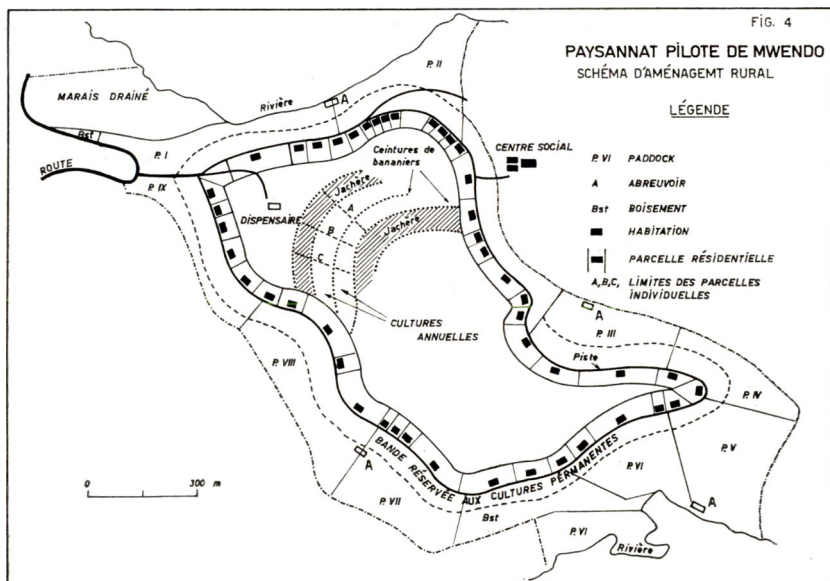 FIG. 4
PAYSANNAT PILOTE DE MWENDO
SCHÉMA D'AMÉNAGEMT RURAL
LÉGENDE
P. VI PADDOCK
A ABREUVOIR
Bst BOISEMENT
HABITATION
PARCELLE RÉSIDENTIELLE
A,B,C, LIMITES DES PARCELLES
INDIVIDUELLES
P. II
MARAIS DRAINÉ
Rivière
A
Bst
P. I
ROUTE
P. IX
Ceintures de
bananiers
CENTRE SOCIAL
Jachère
DISPENSAIRE
A
B
C
Jachère
CULTURES
ANNUELLES
A
P. III
Piste
P. IV
P. VIII
P. V
BANDE RÉSERVÉE AUX CULTURES PERMANENTES
P. VI
A
A
P. VII
Bst
P. VI
Rivière
0 300 m